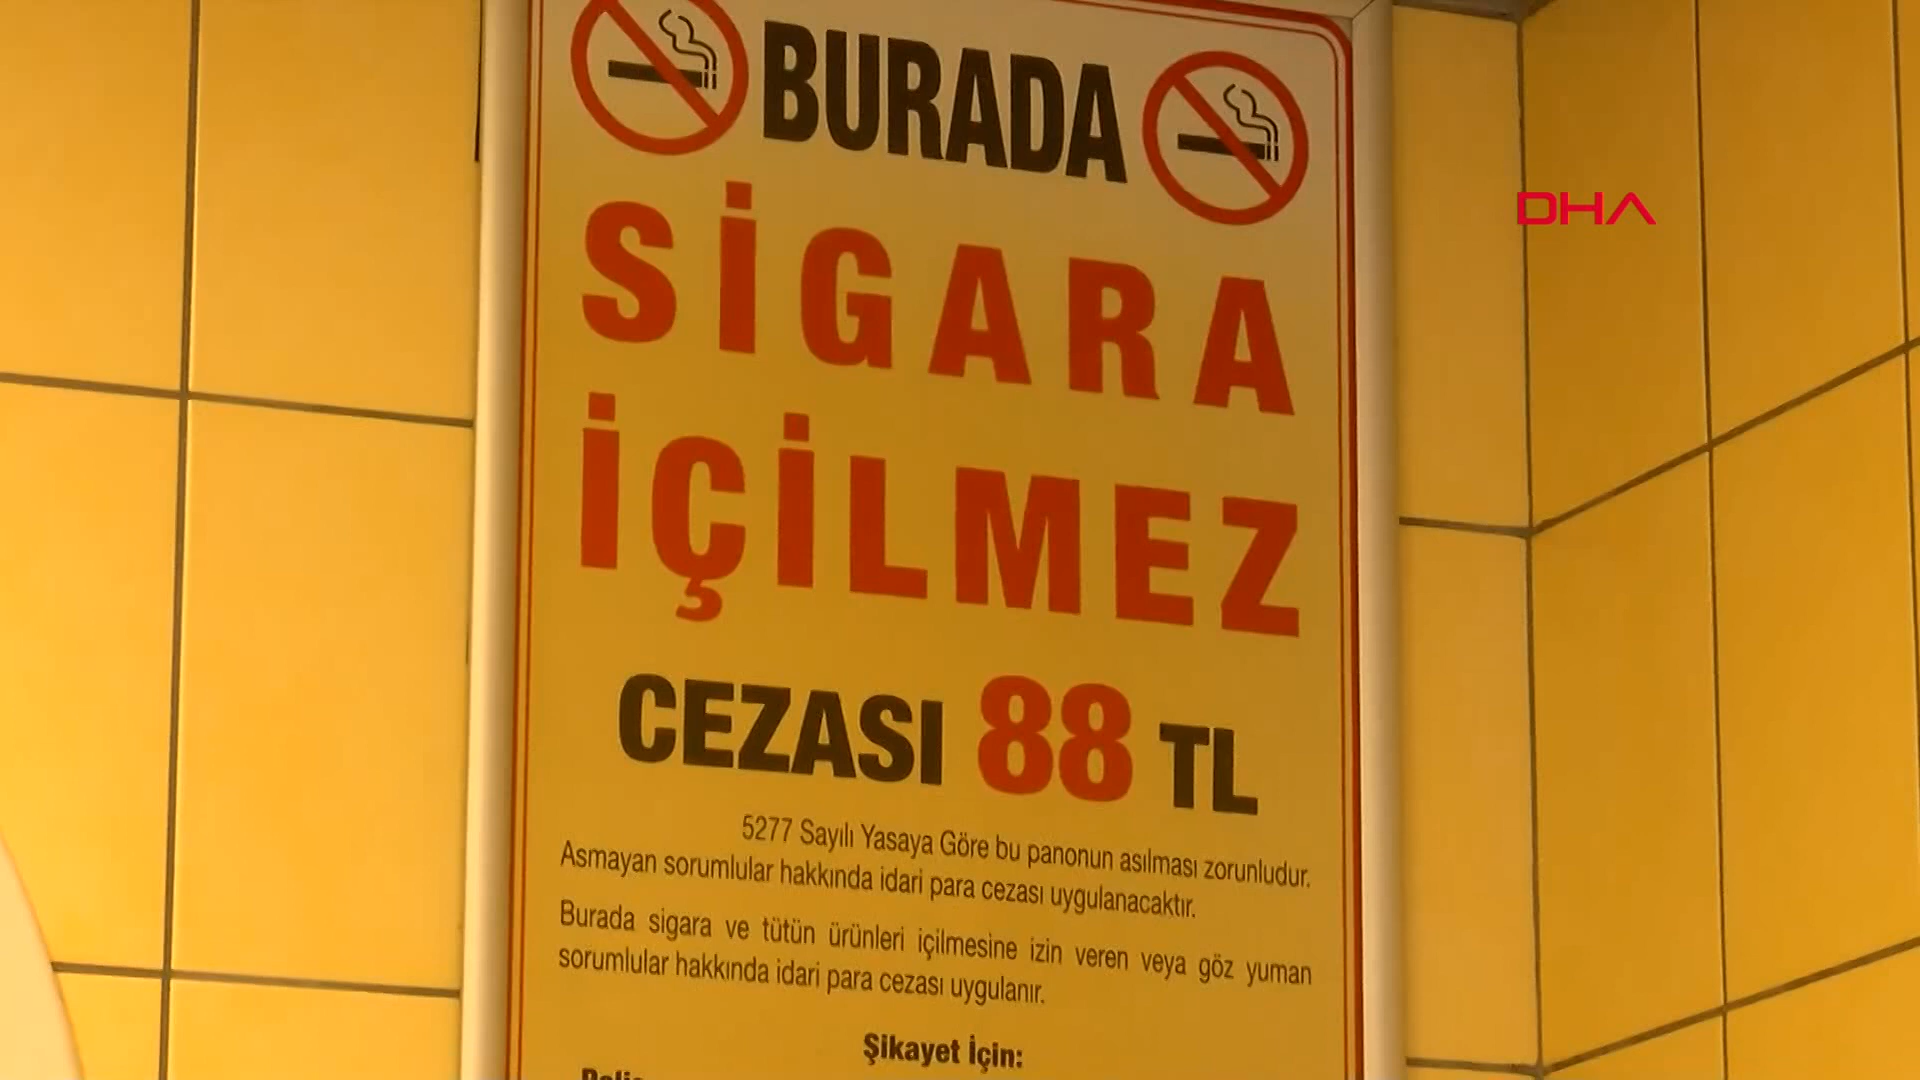 BURADA
DHA
SİGARA
İÇİLMEZ
CEZASI 88 TL
5277 Sayılı Yasaya Göre bu panonun asılması zorunludur.
Asmayan sorumlular hakkında idari para cezası uygulanacaktır.
Burada sigara ve tütün ürünleri içilmesine izin veren veya göz yuman
sorumlular hakkında idari para cezası uygulanır.
Şikayet İçin: